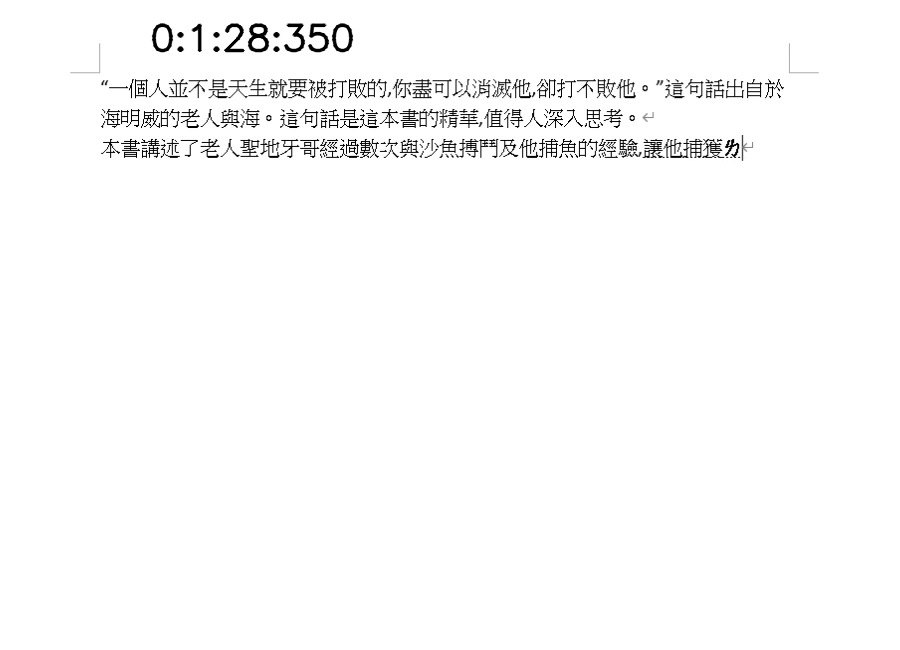 0:1:28:350
“一個人並不是天生就要被打敗的,你盡可以消滅他,卻打不敗他。”這句話出自於
海明威的老人與海。這句話是這本書的精華,值得人深入思考。
本書講述了老人聖地牙哥經過數次與沙魚搏鬥及他捕魚的經驗,讓他捕獲ㄌ